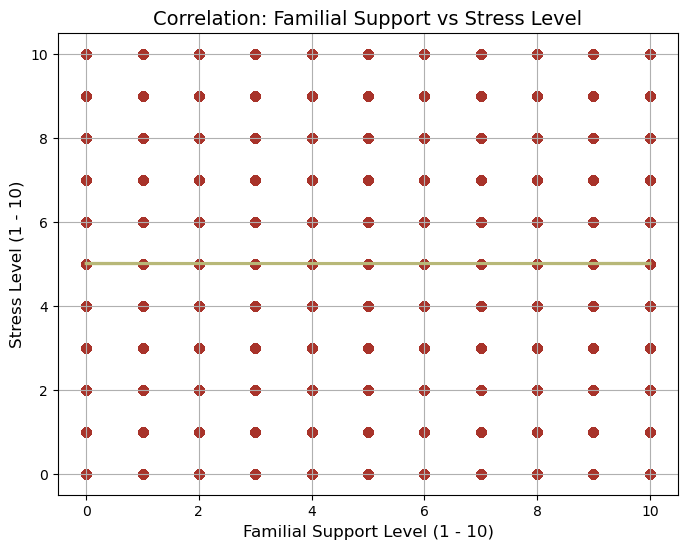 Correlation: Familial Support vs Stress Level
10
8
6
4
2
0
Stress Level (1 - 10)
0 2 4 6 8 10
Familial Support Level (1 - 10)